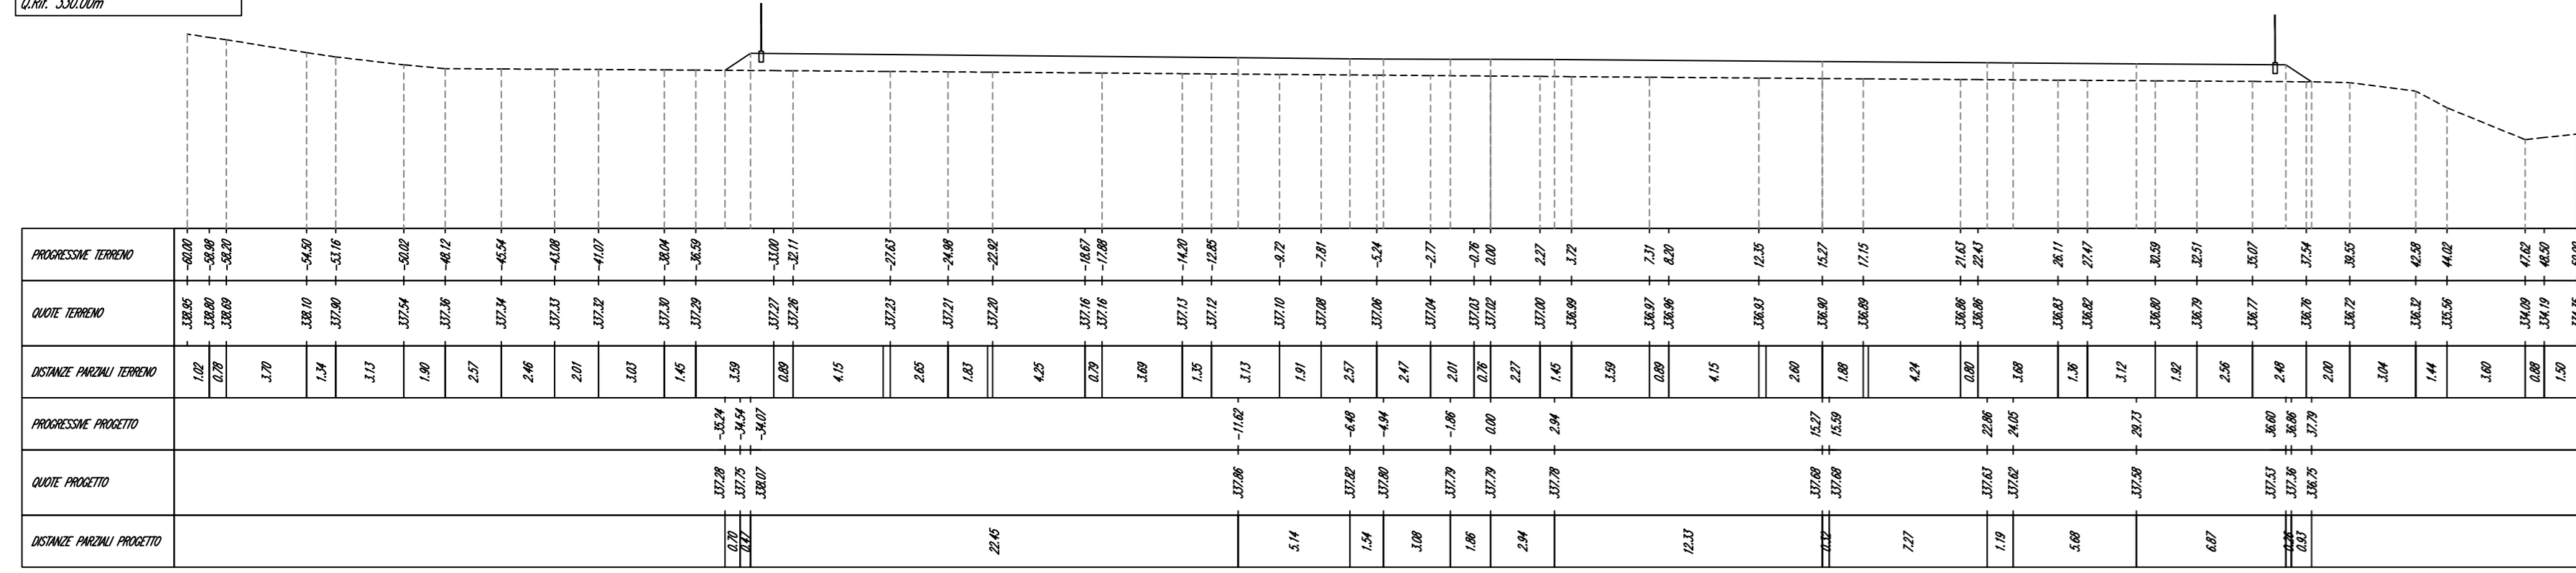 Q.Rif. 330.00m
PROGRESSIVE TERRENO -60.00 -58.98 -58.20 -54.50 -53.16 -50.02 -48.12 -45.54 -43.08 -41.07 -38.04 -36.59 -33.00 -32.11 -27.63 -24.98 -22.92 -18.67 -17.88 -14.20 -12.85 -9.72 -7.81 -5.24 -2.77 -0.76 0.00 2.27 3.72 7.31 8.20 12.35 15.27 17.15 21.63 22.43 26.11 27.47 30.59 32.51 35.07 37.54 39.55 42.58 44.02 47.62 48.50
QUOTE TERRENO 338.95 338.80 338.69 338.10 337.90 337.54 337.36 337.34 337.33 337.32 337.30 337.29 337.27 337.26 337.23 337.21 337.20 337.16 337.16 337.13 337.12 337.10 337.08 337.06 337.04 337.03 337.02 337.00 336.99 336.97 336.96 336.93 336.90 336.89 336.86 336.86 336.83 336.82 336.80 336.79 336.77 336.76 336.72 336.32 335.56 334.09 334.19
DISTANZE PARZIALI TERRENO 1.02 0.78 3.70 1.34 3.13 1.90 2.57 2.46 2.01 3.03 1.45 3.59 0.89 4.15 2.65 1.83 4.25 0.79 3.69 1.35 3.13 1.91 2.57 2.47 2.01 0.76 2.27 1.45 3.59 0.89 4.15 2.60 1.88 4.24 0.80 3.68 1.36 3.12 1.92 2.56 2.48 2.00 3.04 1.44 3.60 0.88 1.50
PROGRESSIVE PROGETTO -35.24 -34.54 -34.07 -11.62 -6.48 -4.94 -1.86 0.00 2.94 15.27 15.59 22.86 24.05 29.73 36.60 36.86 37.79
QUOTE PROGETTO 337.28 337.75 338.07 337.86 337.82 337.80 337.79 337.79 337.78 337.68 337.68 337.63 337.62 337.58 337.53 337.36 336.75
DISTANZE PARZIALI PROGETTO 0.70 0.47 22.45 5.14 1.54 3.08 1.86 2.94 12.33 0.32 7.27 1.19 5.68 6.87 0.26 0.93